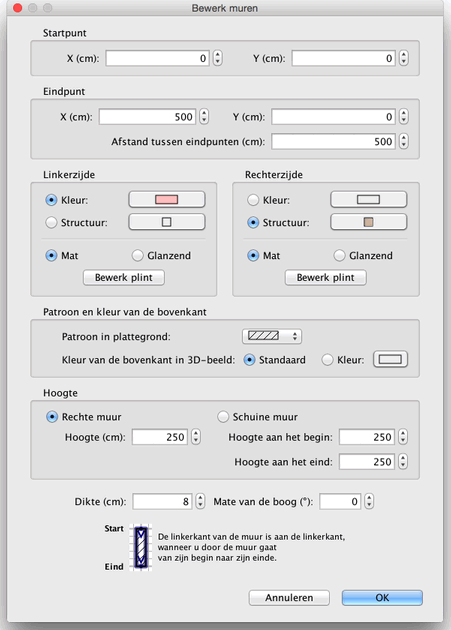 Bewerk muren
Startpunt
X (cm): 0 Y (cm): 0
Eindpunt
X (cm): 500 Y (cm): 0
Afstand tussen eindpunten (cm): 500
Linkerzijde
Kleur:
Structuur:
Mat Glanzend
Bewerk plint
Rechterzijde
Kleur:
Structuur:
Mat Glanzend
Bewerk plint
Patroon en kleur van de bovenkant
Patroon in plattegrond:
Kleur van de bovenkant in 3D-beeld: Standaard Kleur:
Hoogte
Rechte muur Schuine muur
Hoogte (cm): 250 Hoogte aan het begin: 250
Hoogte aan het eind: 250
Dikte (cm): 8 Mate van de boog (°): 0
Start
Eind
De linkerkant van de muur is aan de linkerkant,
wanneer u door de muur gaat
van zijn begin naar zijn einde.
Annuleren OK